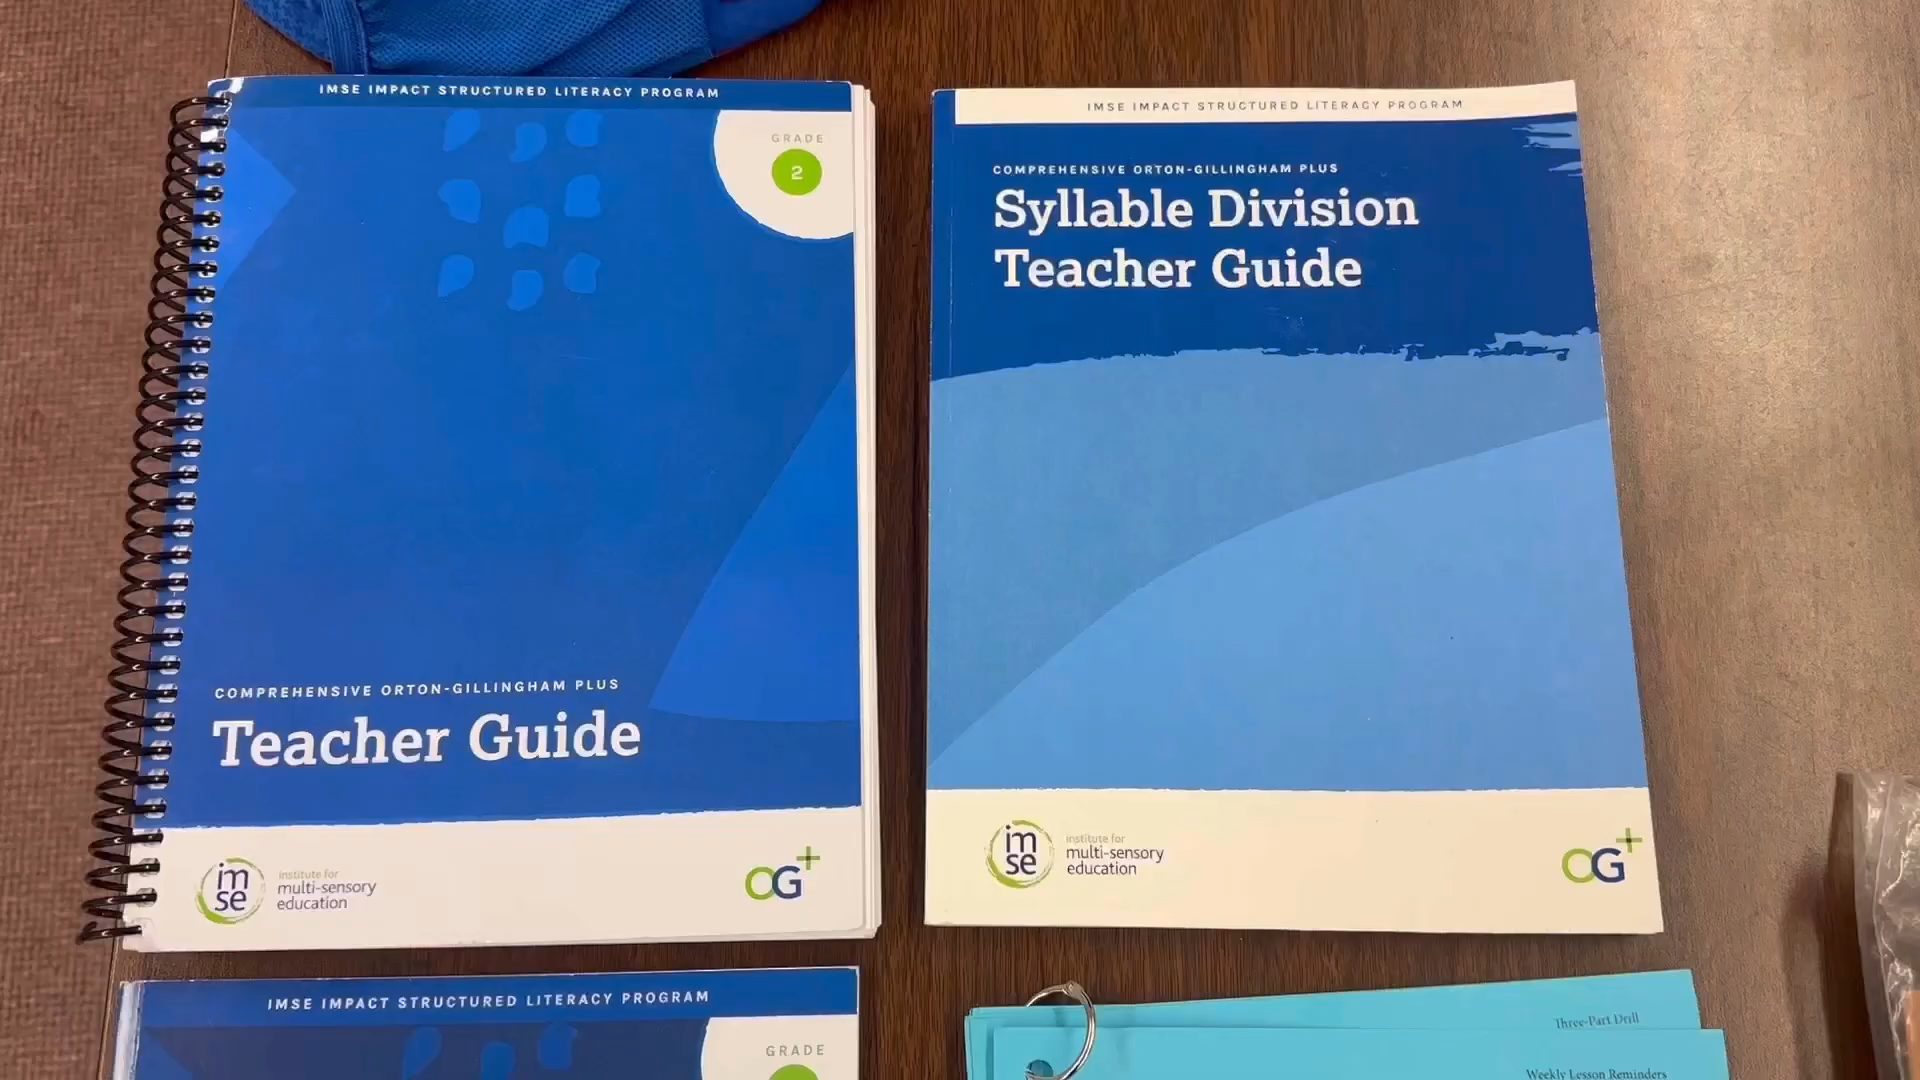 IMSE IMPACT STRUCTURED LITERACY PROGRAM
GRADE
2
COMPREHENSIVE ORTON-GILLINGHAM PLUS
Teacher Guide
imse
institute for
multi-sensory
education
OG+
IMSE IMPACT STRUCTURED LITERACY PROGRAM
COMPREHENSIVE ORTON-GILLINGHAM PLUS
Syllable Division
Teacher Guide
imse
institute for
multi-sensory
education
OG+
IMSE IMPACT STRUCTURED LITERACY PROGRAM
GRADE
Three-Part Drill
Weekly Lesson Reminders